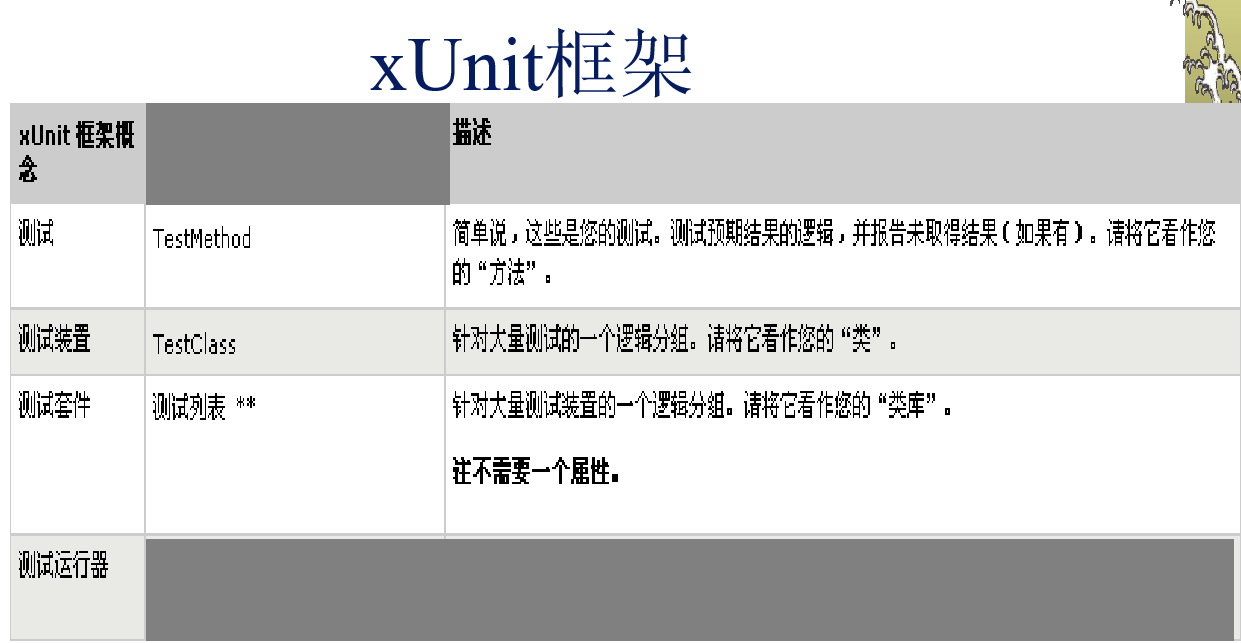 xUnit框架
xUnit 框架概
念
描述
测试
TestMethod
简单说，这些是您的测试。测试预期结果的逻辑，并报告未取得结果（如果有）。请将它看作您
的“方法”。
测试装置
TestClass
针对大量测试的一个逻辑分组。请将它看作您的“类”。
测试套件
测试列表 **
针对大量测试装置的一个逻辑分组。请将它看作您的“类库”。
注不需要一个属性。
测试运行器